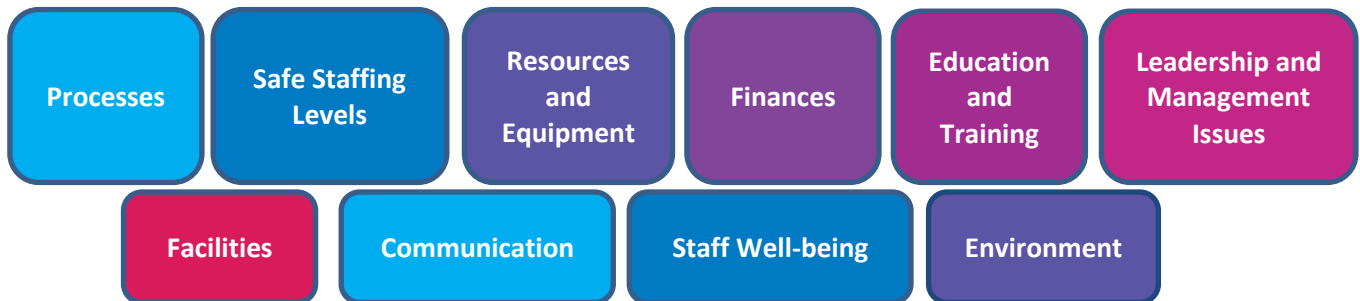 Processes
Safe Staffing
Levels
Resources
and
Equipment
Finances
Education
and
Training
Leadership and
Management
Issues
Facilities
Communication
Staff Well-being
Environment